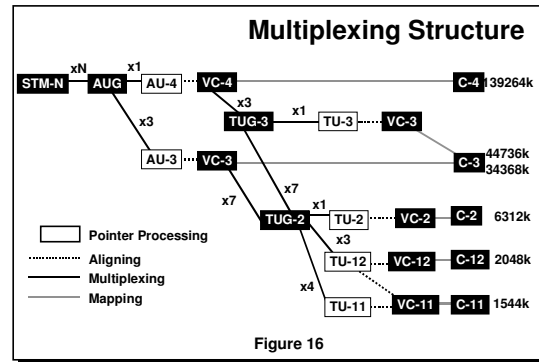 Multiplexing Structure
xN x1
STM-N AUG AU-4 VC-4 C-4 139264k
x3 x1
TUG-3 TU-3 VC-3
x3
44736k
AU-3 VC-3 C-3
34368k
x7 x7
x1
TUG-2 TU-2 VC-2 C-2 6312k
Pointer Processing x3
Aligning TU-12 VC-12 C-12 2048k
Multiplexing x4
Mapping TU-11 VC-11 C-11 1544k
Figure 16